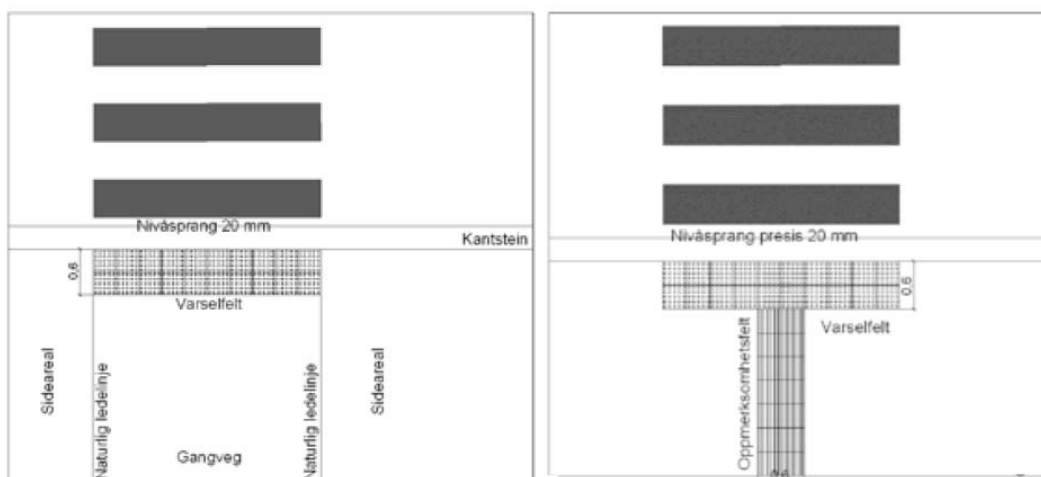 Nivåsprang 20 mm
Kantstein
0,6
Varselfelt
Sideareal
Naturlig ledelinje
Gangveg
Naturlig ledelinje
Sideareal
Nivåsprang presis 20 mm
0,6
Varselfelt
Oppmerksomhetsfelt
0,6